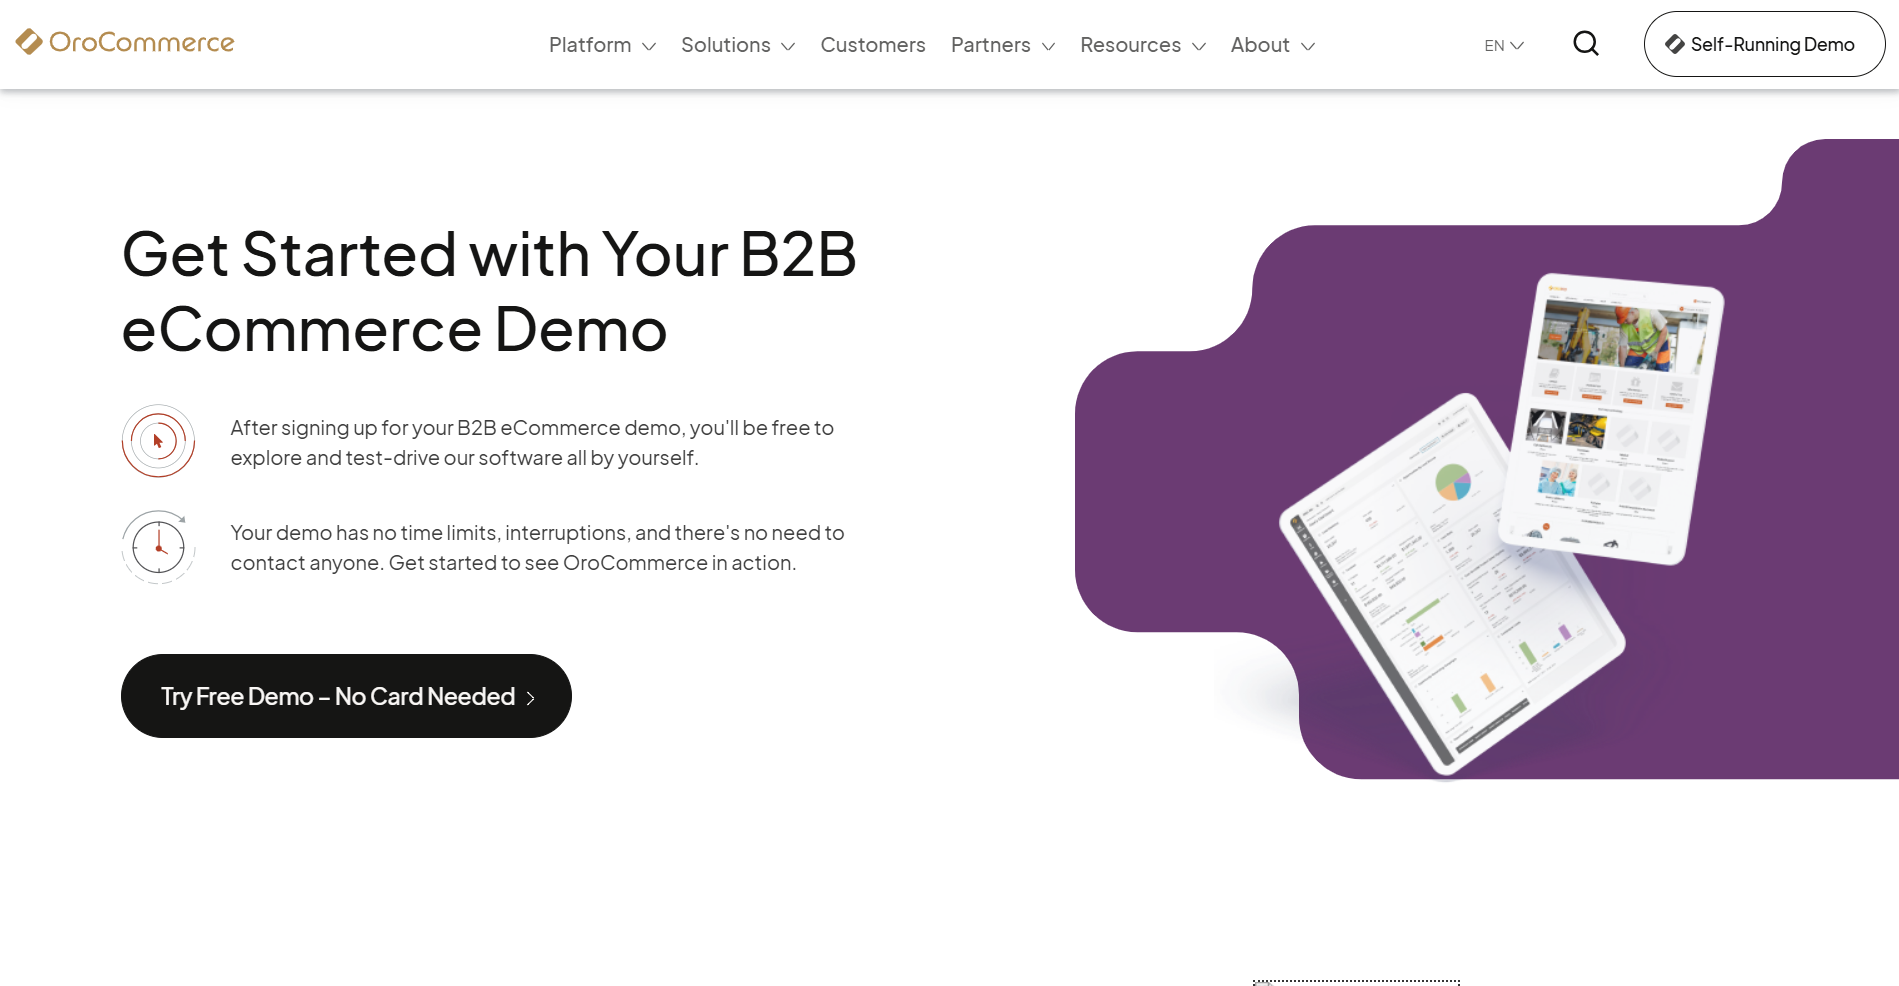 OroCommerce
Platform
Solutions
Customers
Partners
Resources
About
EN
Self-Running Demo
Get Started with Your B2B
eCommerce Demo
After signing up for your B2B eCommerce demo, you'll be free to
explore and test-drive our software all by yourself.
Your demo has no time limits, interruptions, and there's no need to
contact anyone. Get started to see OroCommerce in action.
Try Free Demo – No Card Needed